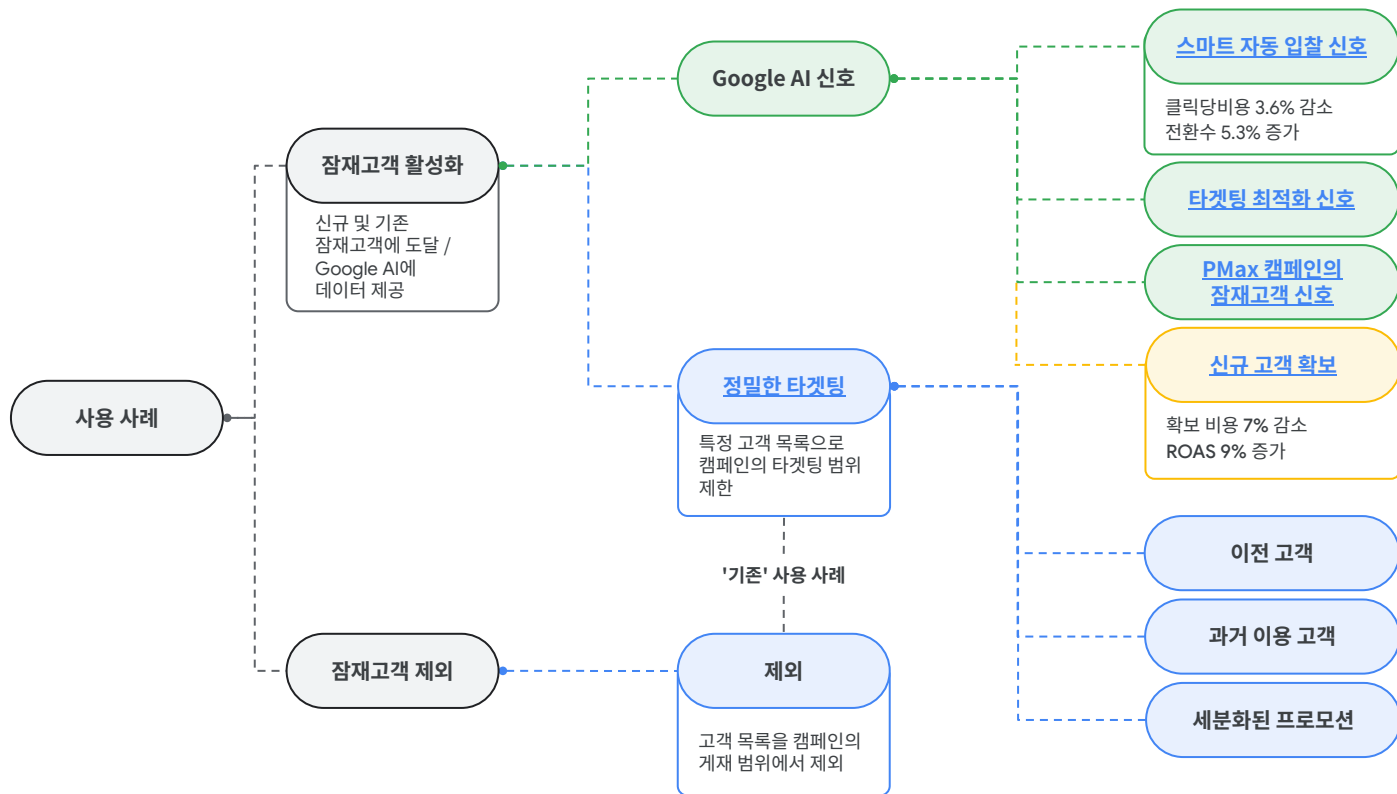 사용 사례
잠재고객 활성화
신규 및 기존
잠재고객에 도달 /
Google AI에
데이터 제공
잠재고객 제외
Google AI 신호
정밀한 타겟팅
특정 고객 목록으로
캠페인의 타겟팅 범위
제한
'기존' 사용 사례
제외
고객 목록을 캠페인의
게재 범위에서 제외
스마트 자동 입찰 신호
클릭당비용 3.6% 감소
전환수 5.3% 증가
타겟팅 최적화 신호
PMax 캠페인의
잠재고객 신호
신규 고객 확보
확보 비용 7% 감소
ROAS 9% 증가
이전 고객
과거 이용 고객
세분화된 프로모션